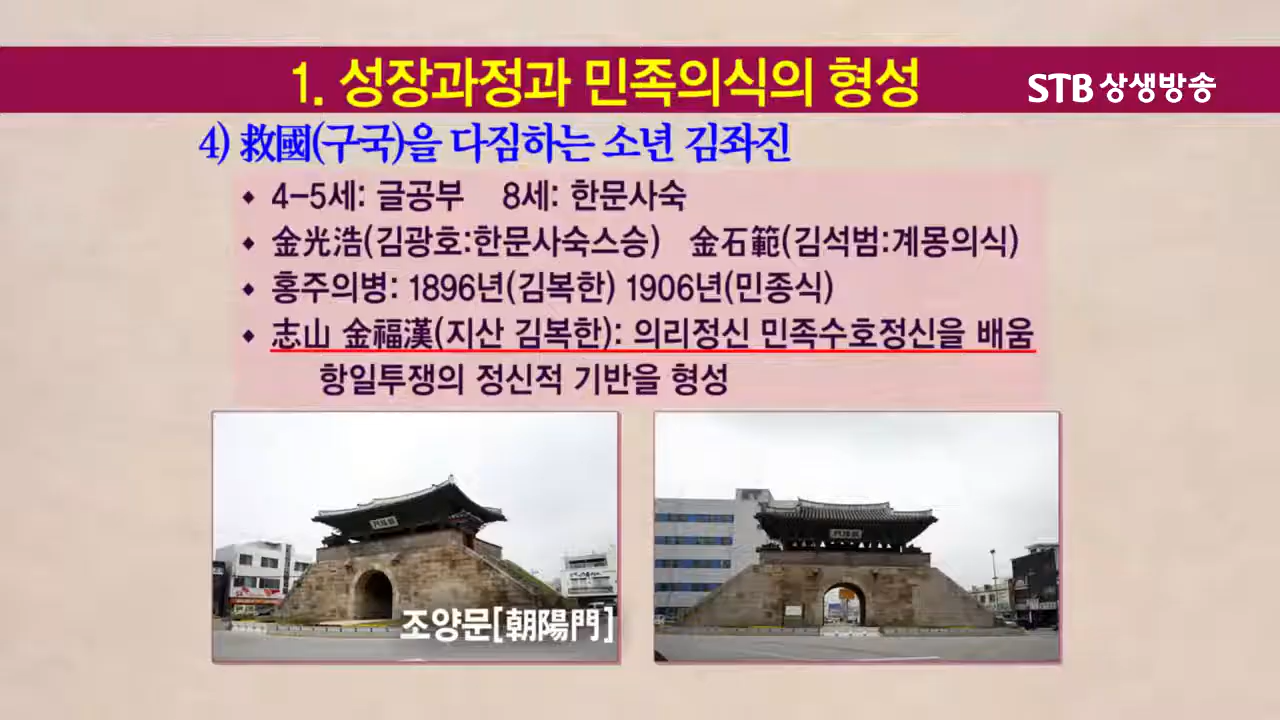 1. 성장과정과 민족의식의 형성
STB 상생방송
4) 救國(구국)을 다짐하는 소년 김좌진
◆ 4-5세: 글공부 8세: 한문사숙
◆ 金光浩(김광호:한문사숙스승) 金石範(김석범:계몽의식)
◆ 홍주의병: 1896년(김복한) 1906년(민종식)
◆ 志山 金福漢(지산 김복한): 의리정신 민족수호정신을 배움
항일투쟁의 정신적 기반을 형성
조양문[朝陽門]